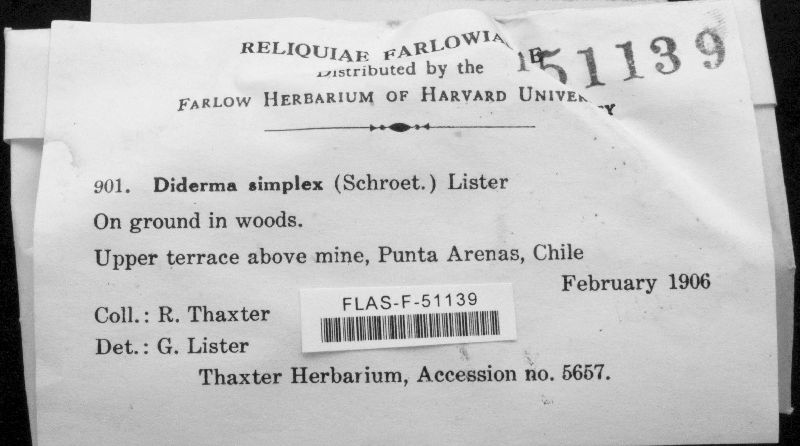 RELIQUIAE FARLOWIANAE
Distributed by the
FARLOW HERBARIUM OF HARVARD UNIVERSITY
51139
901. Diderma simplex (Schroet.) Lister
On ground in woods.
Upper terrace above mine, Punta Arenas, Chile
February 1906
Coll.: R. Thaxter
FLAS-F-51139
Det.: G. Lister
Thaxter Herbarium, Accession no. 5657.